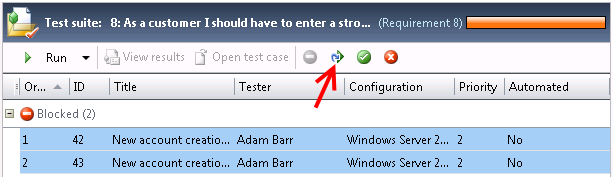 Test suite: 8: As a customer I should have to enter a stro... (Requirement 8)
Run View results Open test case
Or... ID Title Tester Configuration Priority Automated
Blocked (2)
1 42 New account creatio... Adam Barr Windows Server 2... 2 No
2 43 New account creatio... Adam Barr Windows Server 2... 2 No